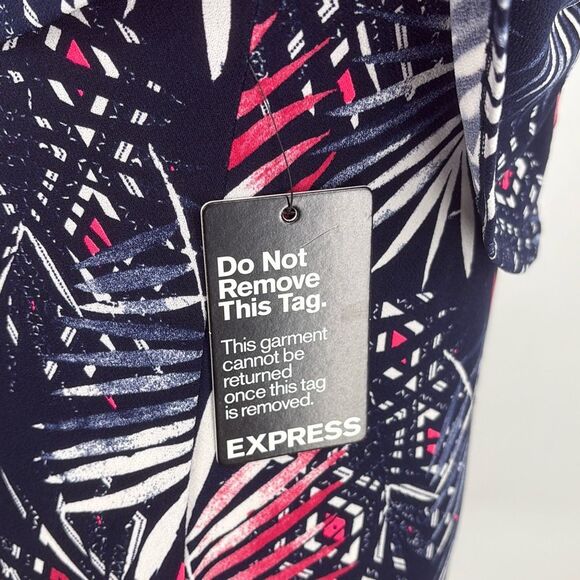 Do Not
Remove
This Tag.
This garment
cannot be
returned
once this tag
is removed.
EXPRESS